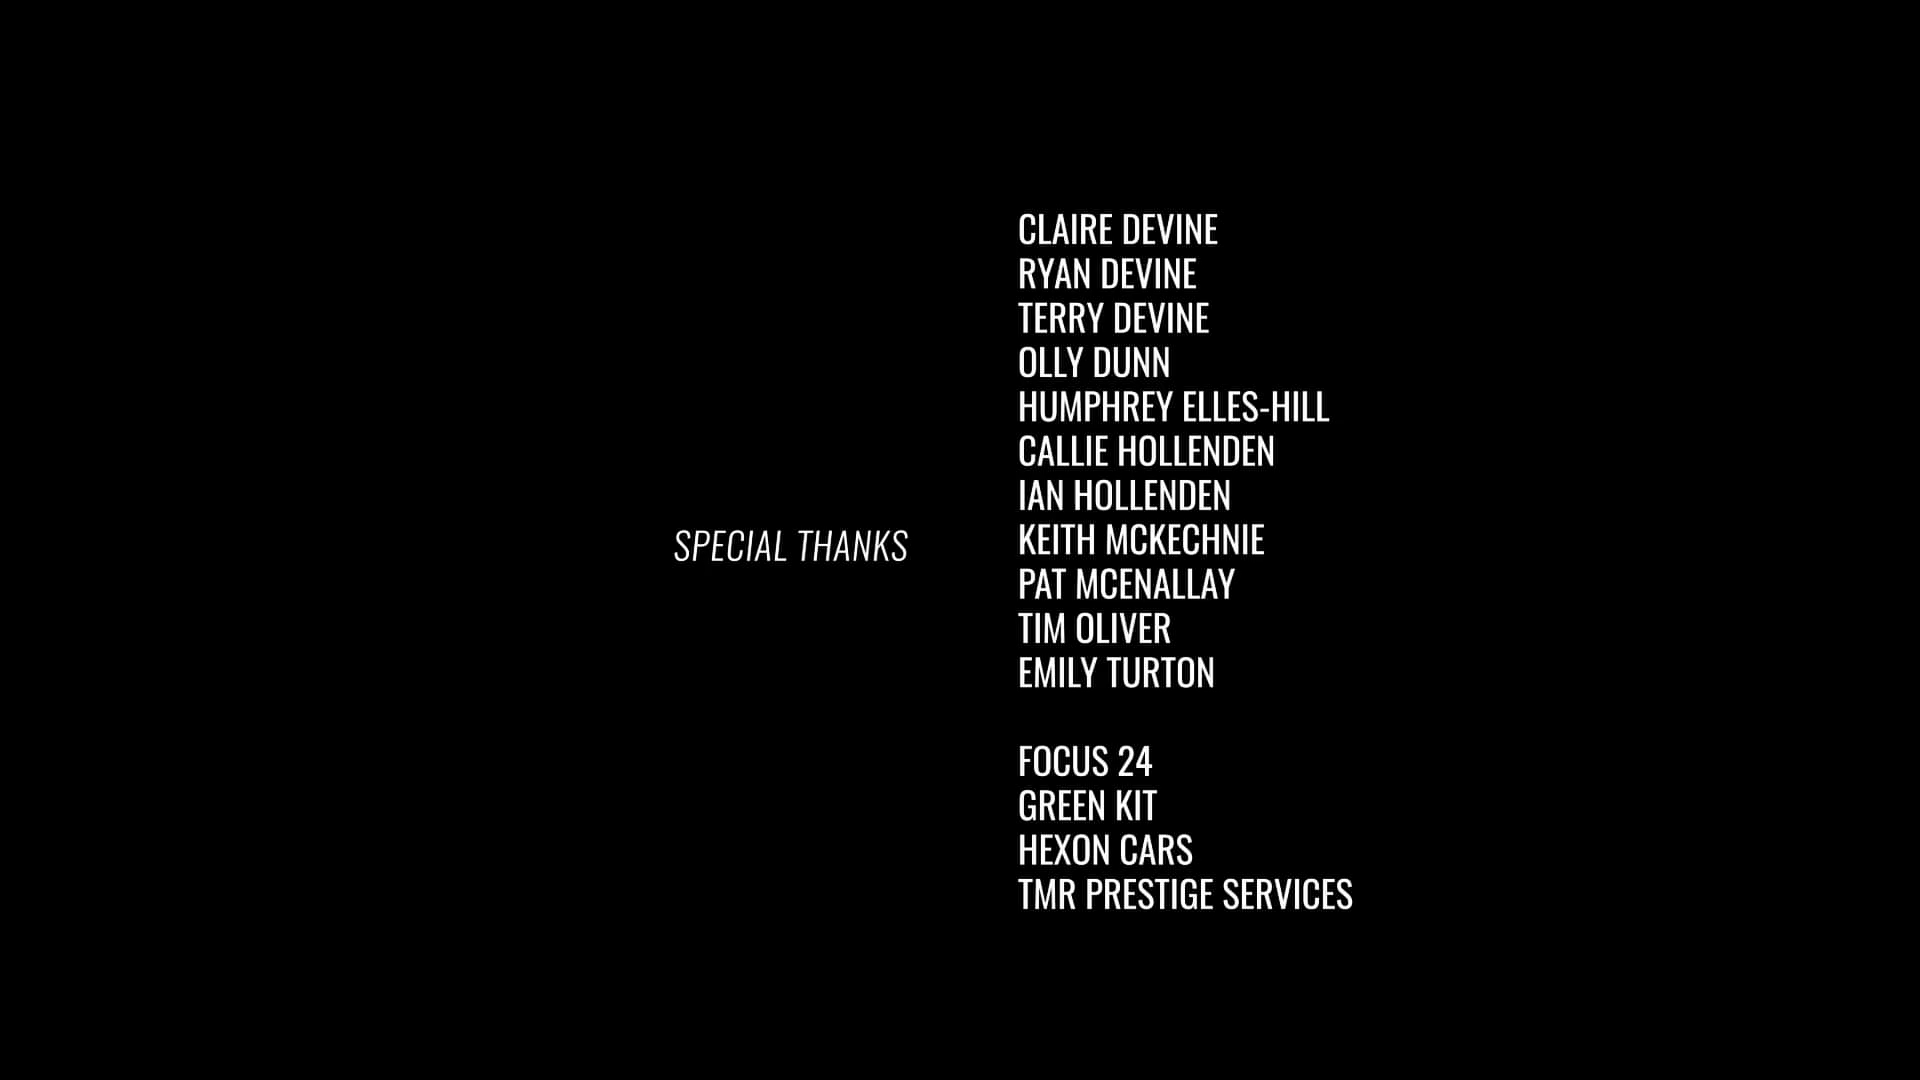 SPECIAL THANKS
CLAIRE DEVINE
RYAN DEVINE
TERRY DEVINE
OLLY DUNN
HUMPHREY ELLES-HILL
CALLIE HOLLENDEN
IAN HOLLENDEN
KEITH MCKECHNIE
PAT MCENALLAY
TIM OLIVER
EMILY TURTON
FOCUS 24
GREEN KIT
HEXON CARS
TMR PRESTIGE SERVICES